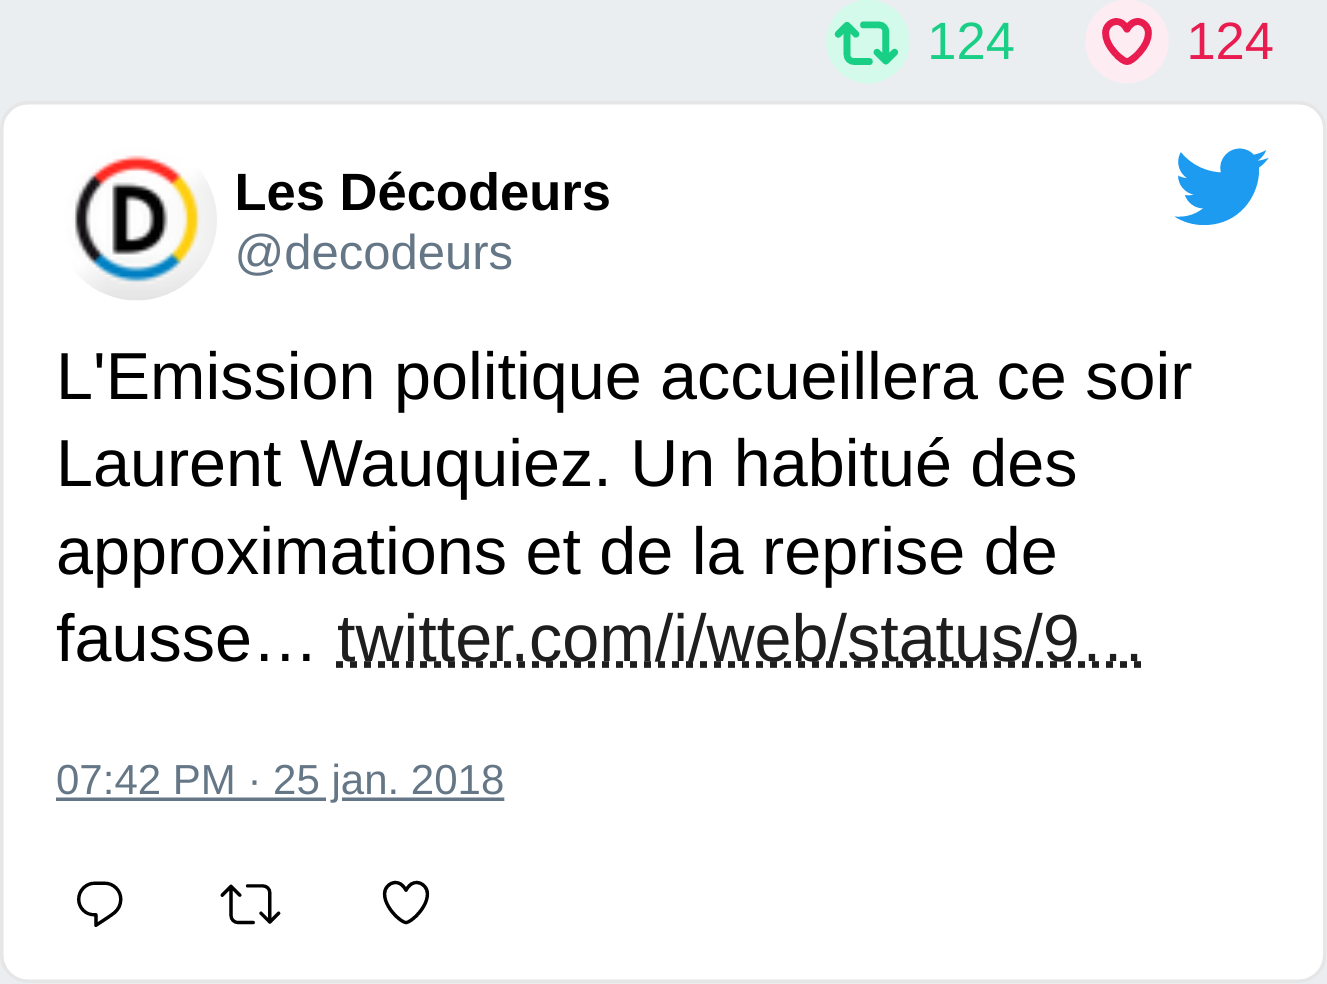 124 124
D
Les Décodeurs
@decodeurs
L'Emission politique accueillera ce soir
Laurent Wauquiez. Un habitué des
approximations et de la reprise de
fausse… twitter.com/i/web/status/9…
07:42 PM · 25 jan. 2018